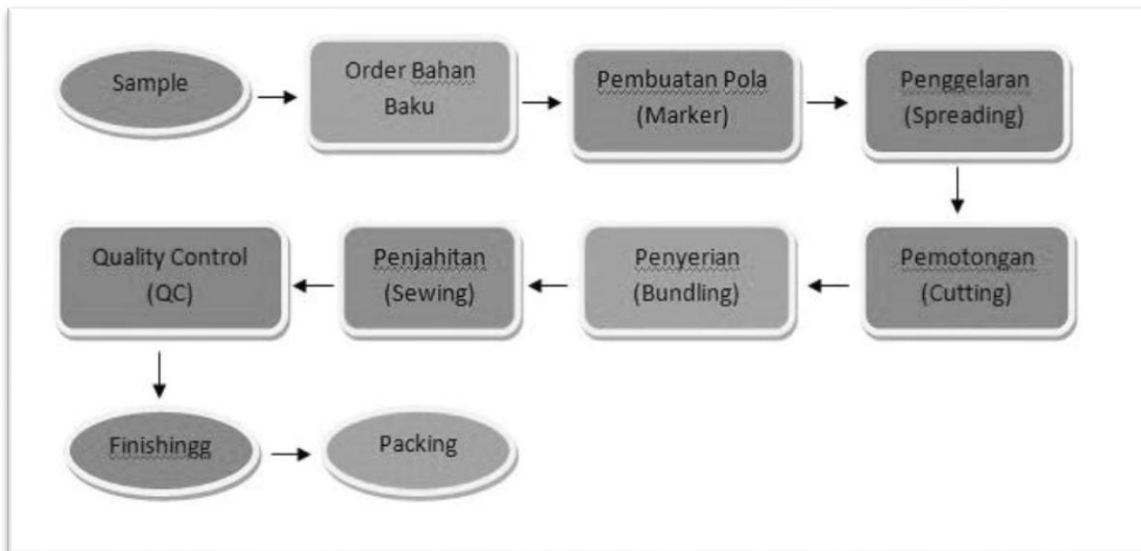 Sample
Order Bahan
Baku
Pembuatan Pola
(Marker)
Penggelaran
(Spreading)
Pemotongan
(Cutting)
Penyerian
(Bundling)
Penjahitan
(Sewing)
Quality Control
(QC)
Finishingg
Packing